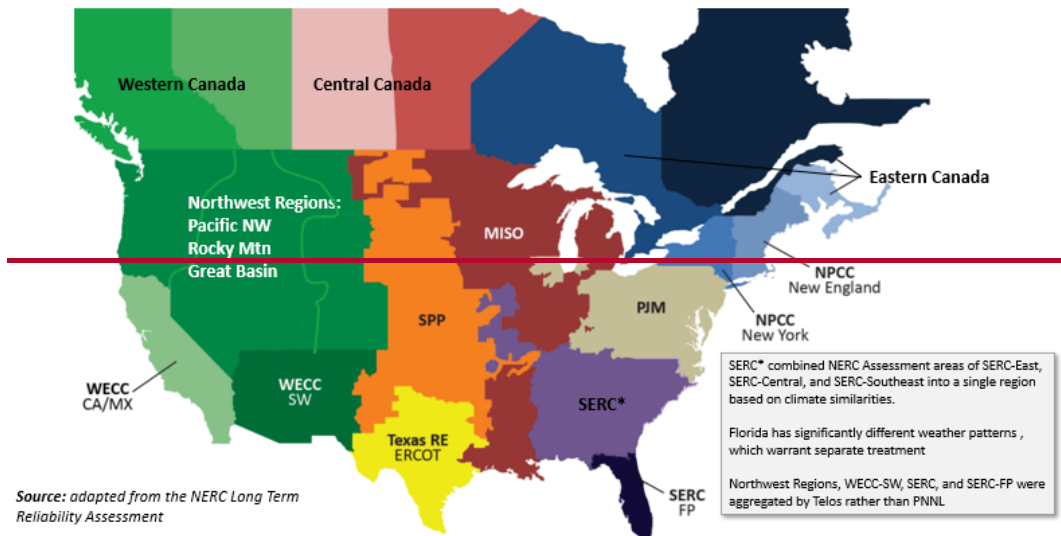 Western Canada
Central Canada
Eastern Canada
Northwest Regions:
Pacific NW
Rocky Mtn
Great Basin
MISO
NPCC
New England
SPP
PJM
NPCC
New York
WECC
CA/MX
WECC
SW
SERC*
Texas RE
ERCOT
SERC
FP
SERC* combined NERC Assessment areas of SERC-East,
SERC-Central, and SERC-Southeast into a single region
based on climate similarities.
Florida has significantly different weather patterns ,
which warrant separate treatment
Northwest Regions, WECC-SW, SERC, and SERC-FP were
aggregated by Telos rather than PNNL
Source: adapted from the NERC Long Term
Reliability Assessment